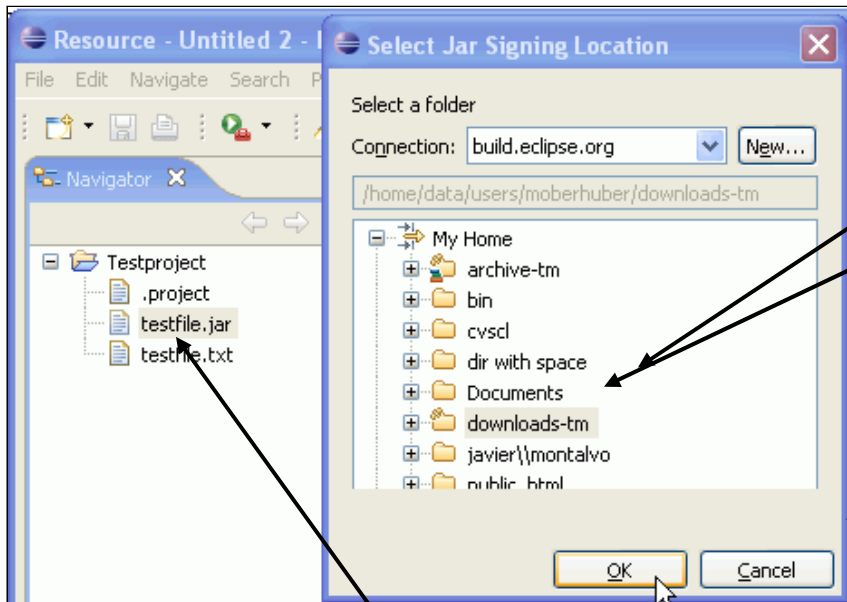 Resource - Untitled 2 -
File Edit Navigate Search
Navigator
Testproject
.project
testfile.jar
testfile.txt
Select Jar Signing Location
Select a folder
Connection: build.eclipse.org New...
/home/data/users/moberhuber/downloads-tm
My Home
archive-tm
bin
cvscl
dir with space
Documents
downloads-tm
javier\\montalvo
public_html
OK Cancel